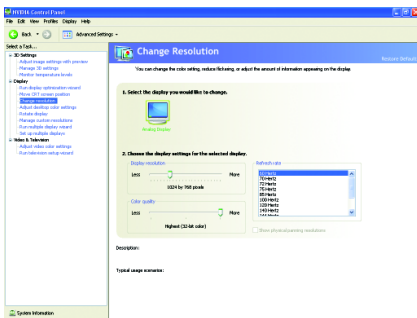 NVIDIA Control Panel
File Edit View Profiles Display Help
Back
Advanced Settings
Select a Task...
3D Settings
Adjust image settings with preview
Manage 3D settings
Monitor temperature levels
Display
Run display optimization wizard
Move CRT screen position
Change resolution
Adjust desktop color settings
Rotate display
Manage custom resolutions
Run multiple display wizard
Set up multiple displays
Video & Television
Adjust video color settings
Run television setup wizard
System Information
Change Resolution
Restore Default
You can change the color setting, reduce flickering, or adjust the amount of information appearing on the display.
1. Select the display you would like to change.
Analog Display
2. Choose the display settings for the selected display.
Display resolution
Less More
1024 by 768 pixels
Color quality
Less More
Highest (32-bit color)
Refresh rate
60 Hertz
70 Hertz
72 Hertz
75 Hertz
85 Hertz
100 Hertz
120 Hertz
140 Hertz
144 Hertz
Description:
Typical usage scenarios: